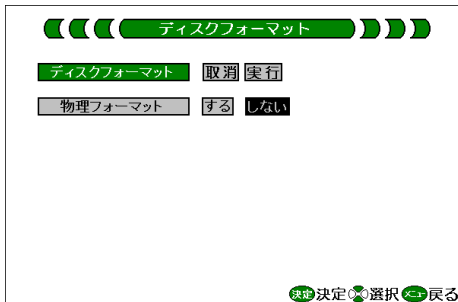 ディスクフォーマット
ディスクフォーマット 取消 実行
物理フォーマット する しない
決定 決定 選択 メニュー 戻る